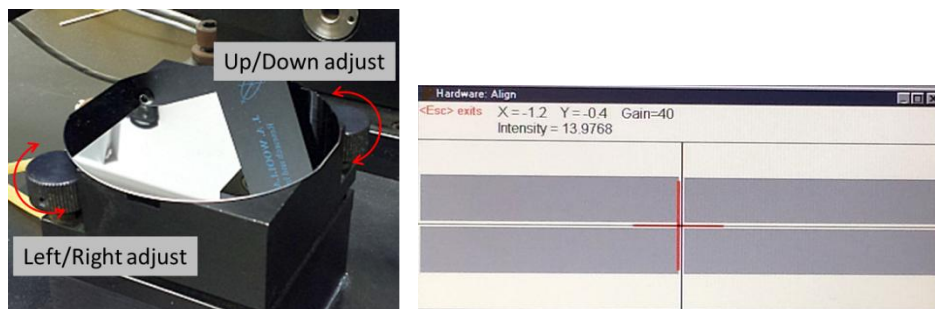 Up/Down adjust
Left/Right adjust
Hardware: Align
<Esc> exits X = -1.2 Y = -0.4 Gain=40
Intensity = 13.9768